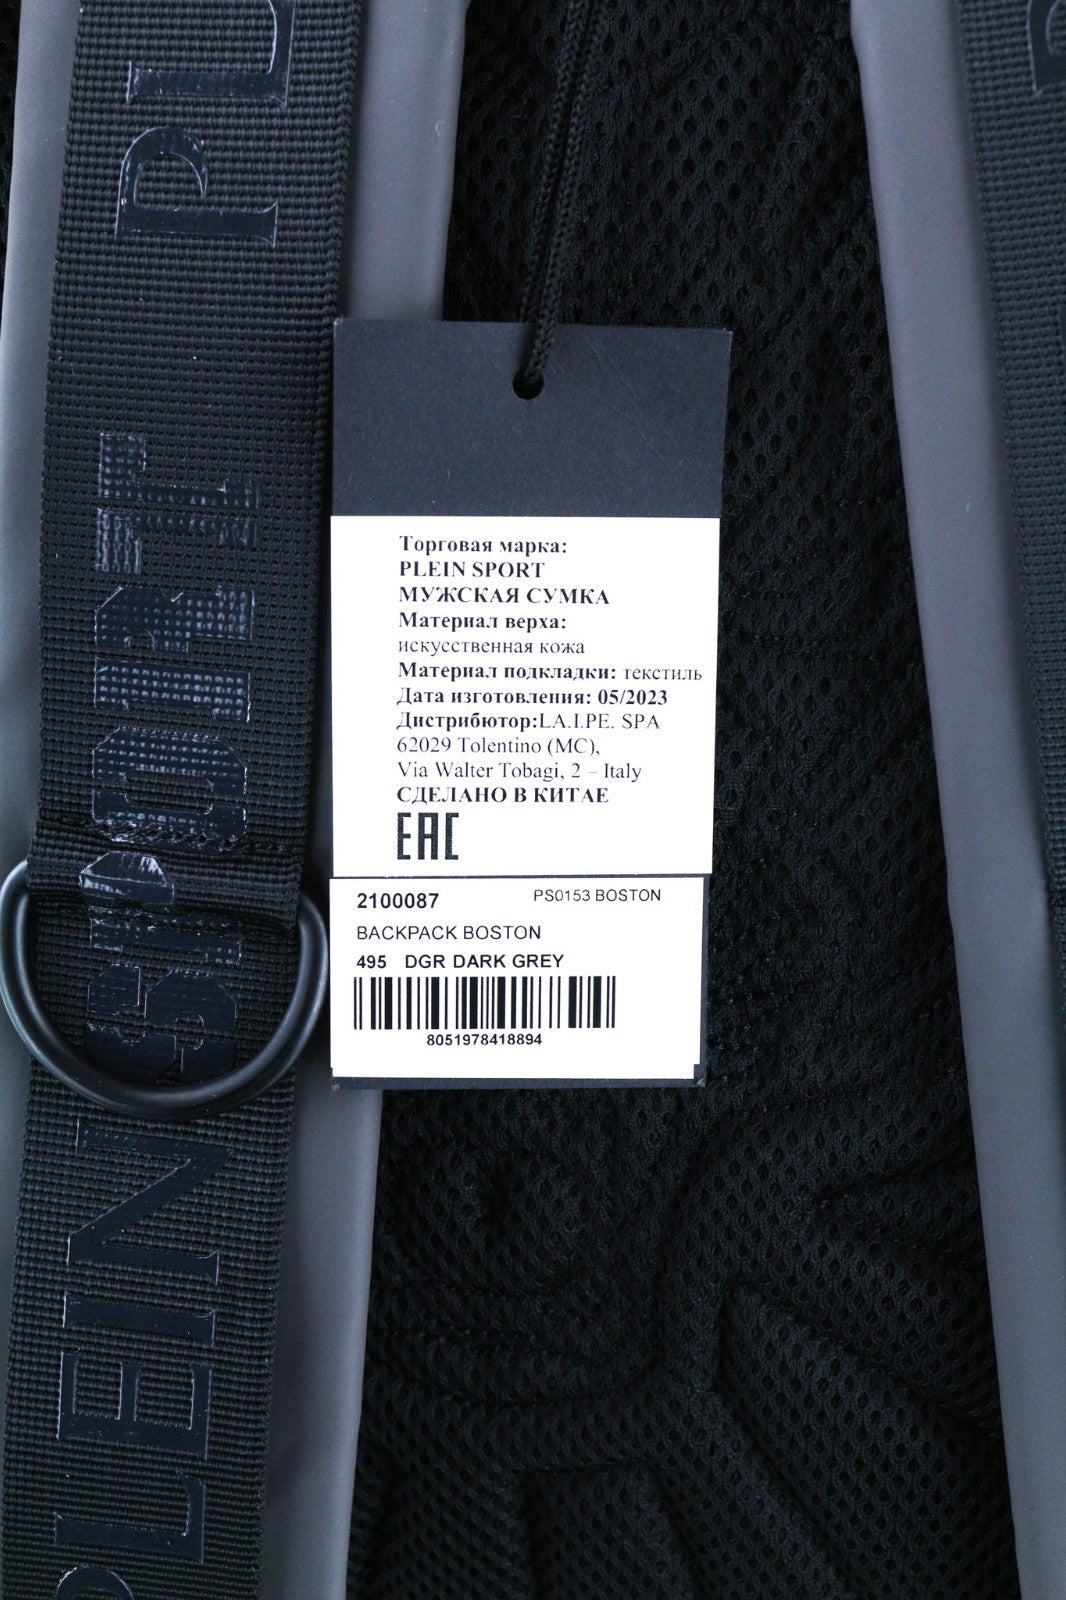 Торговая марка:
PLEIN SPORT
МУЖСКАЯ СУМКА
Материал верха:
искусственная кожа
Материал подкладки: текстиль
Дата изготовления: 05/2023
Дистрибютор:LA.I.PE. SPA
62029 Tolentino (MC),
Via Walter Tobagi, 2 – Italy
СДЕЛАНО В КИТАЕ
EAC
2100087 PS0153 BOSTON
BACKPACK BOSTON
495 DGR DARK GREY
8051978418894
PLEIN SPORT PL